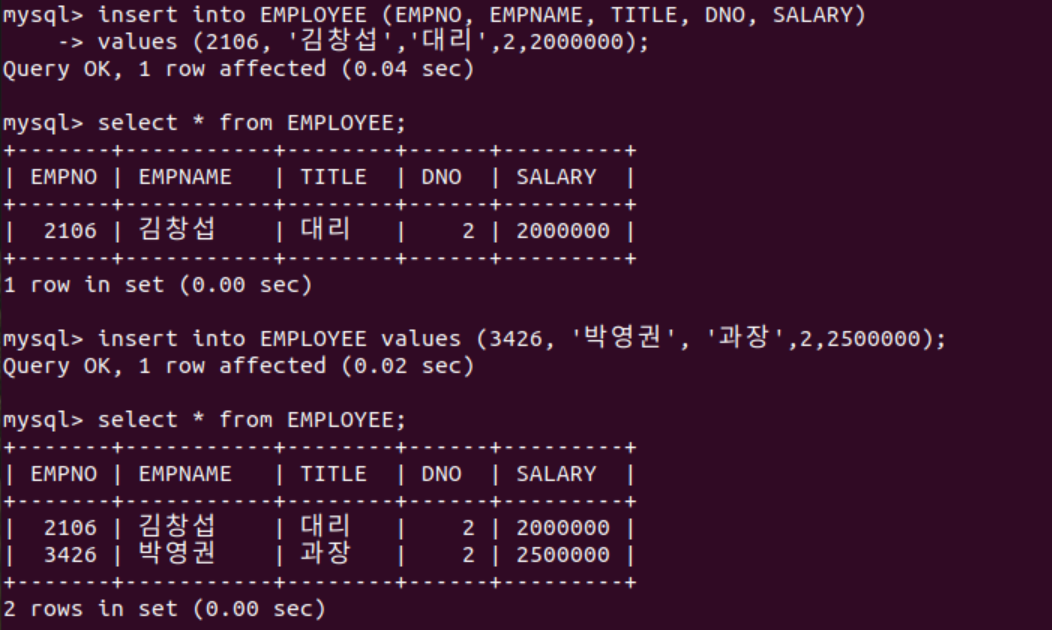 mysql> insert into EMPLOYEE (EMPNO, EMPNAME, TITLE, DNO, SALARY)
    -> values (2106, '김창섭','대리',2,2000000);
Query OK, 1 row affected (0.04 sec)
mysql> select * from EMPLOYEE;
+-------+-----------+--------+------+---------+
| EMPNO | EMPNAME   | TITLE  | DNO  | SALARY  |
+-------+-----------+--------+------+---------+
|  2106 | 김창섭    | 대리   |    2 | 2000000 |
+-------+-----------+--------+------+---------+
1 row in set (0.00 sec)
mysql> insert into EMPLOYEE values (3426, '박영권', '과장',2,2500000);
Query OK, 1 row affected (0.02 sec)
mysql> select * from EMPLOYEE;
+-------+-----------+--------+------+---------+
| EMPNO | EMPNAME   | TITLE  | DNO  | SALARY  |
+-------+-----------+--------+------+---------+
|  2106 | 김창섭    | 대리   |    2 | 2000000 |
|  3426 | 박영권    | 과장   |    2 | 2500000 |
+-------+-----------+--------+------+---------+
2 rows in set (0.00 sec)